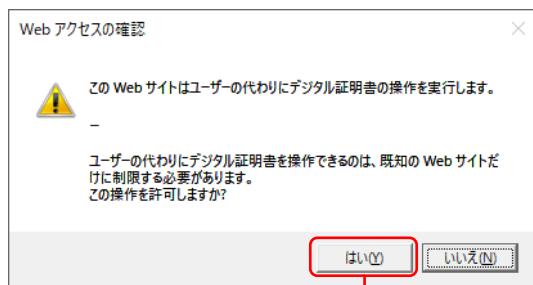 Web アクセスの確認
この Web サイトはユーザーの代わりにデジタル証明書の操作を実行します。
–
ユーザーの代わりにデジタル証明書を操作できるのは、既知の Web サイトだ
けに制限する必要があります。
この操作を許可しますか?
はい(Y) いいえ(N)